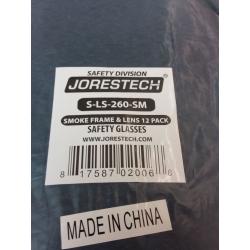 SAFETY DIVISION
JORESTECH
S-LS-260-SM
SMOKE FRAME & LENS 12 PACK
SAFETY GLASSES
WWW.JORESTECH.COM
8 17587 02006 8
MADE IN CHINA